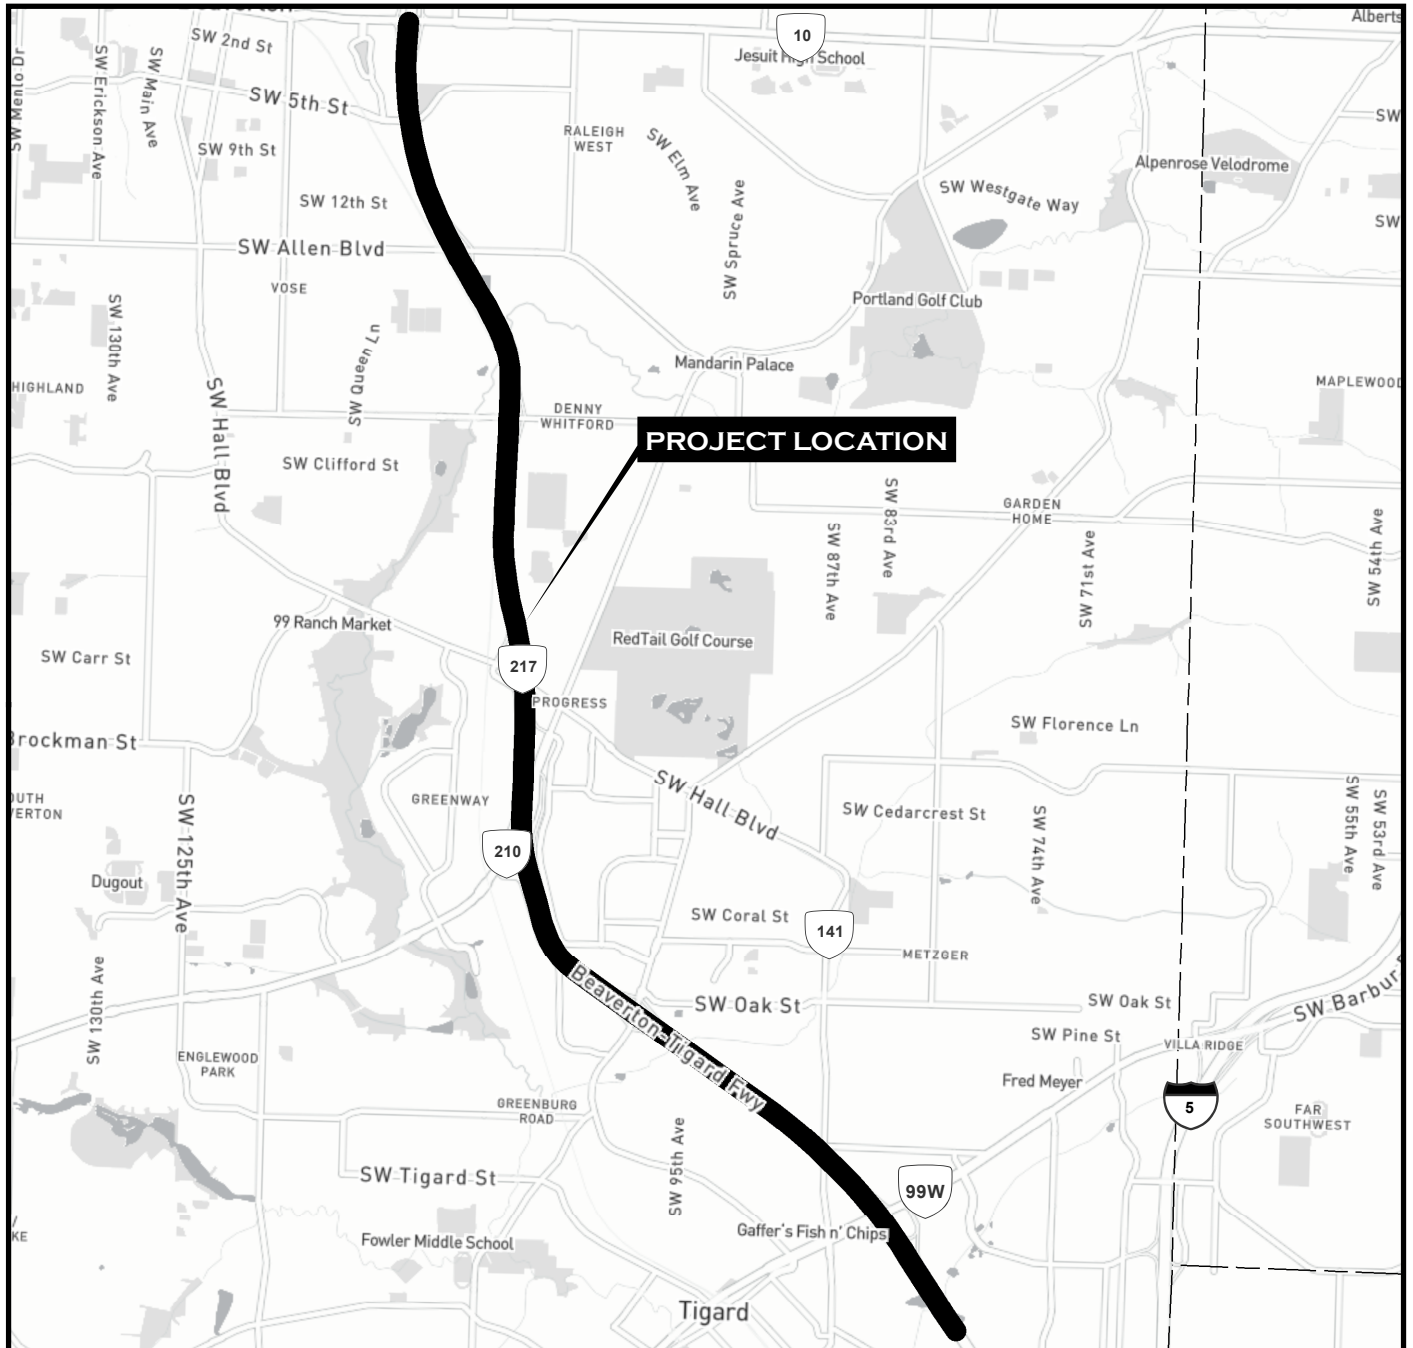 Beaverton
Alberts
10
SW 2nd St
Jesuit High School
SW Menlo Dr
SW Erickson Ave
SW Main Ave
SW 5th St
SW
RALEIGH
WEST
SW Elm Ave
SW 9th St
Alpenrose Velodrome
SW Westgate Way
SW 12th St
SW Spruce Ave
SW
SW Allen Blvd
VOSE
Portland Golf Club
SW 130th Ave
SW Queen Ln
Mandarin Palace
HIGHLAND
MAPLEWOOD
SW Hall Blvd
DENNY
WHITFORD
PROJECT LOCATION
SW Clifford St
SW 83rd Ave
GARDEN
HOME
SW 87th Ave
SW 71st Ave
SW 54th Ave
99 Ranch Market
RedTail Golf Course
SW Carr St
217
PROGRESS
SW Florence Ln
Brockman St
SW Hall Blvd
GREENWAY
OUTH
VERTON
SW Cedarcrest St
SW 125th Ave
SW 74th Ave
SW 55th Ave
SW 53rd Ave
210
Dugout
SW Coral St
141
METZGER
SW 130th Ave
Beaverton-Tigard Fwy
SW Oak St
SW Oak St
SW Barbur
SW Pine St
VILLA RIDGE
ENGLEWOOD
PARK
Fred Meyer
5
GREENBURG
ROAD
FAR
SOUTHWEST
SW 95th Ave
SW Tigard St
99W
Gaffer's Fish n' Chips
KE
Fowler Middle School
Tigard